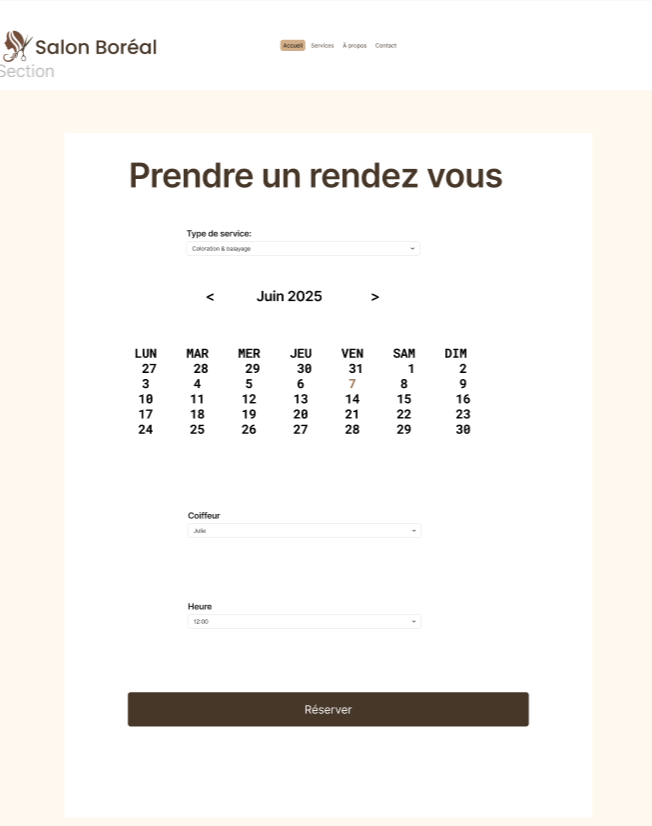 Salon Boréal
Accueil Services À propos Contact
Section
Prendre un rendez vous
Type de service:
Coloration & balayage
< Juin 2025 >
LUN MAR MER JEU VEN SAM DIM
27 28 29 30 31 1 2
3 4 5 6 7 8 9
10 11 12 13 14 15 16
17 18 19 20 21 22 23
24 25 26 27 28 29 30
Coiffeur
Julie
Heure
12:00
Réserver